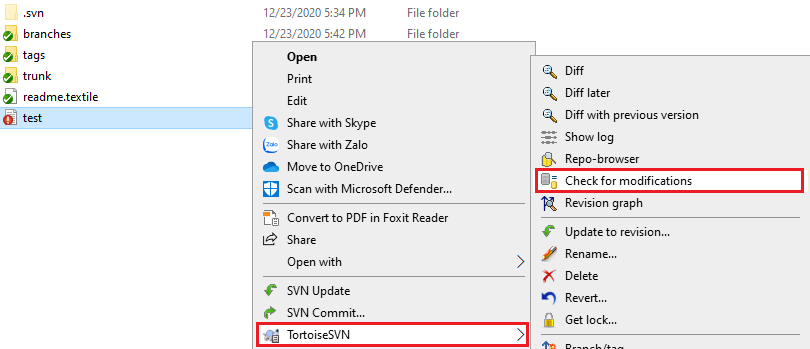 .svn 12/23/2020 5:34 PM File folder
branches 12/23/2020 5:42 PM File folder
tags
trunk
readme.textile
test
Open
Print
Edit
Share with Skype
Share with Zalo
Move to OneDrive
Scan with Microsoft Defender...
Convert to PDF in Foxit Reader
Share
Open with
SVN Update
SVN Commit...
TortoiseSVN
Diff
Diff later
Diff with previous version
Show log
Repo-browser
Check for modifications
Revision graph
Update to revision...
Rename...
Delete
Revert...
Get lock...
Branch/tag